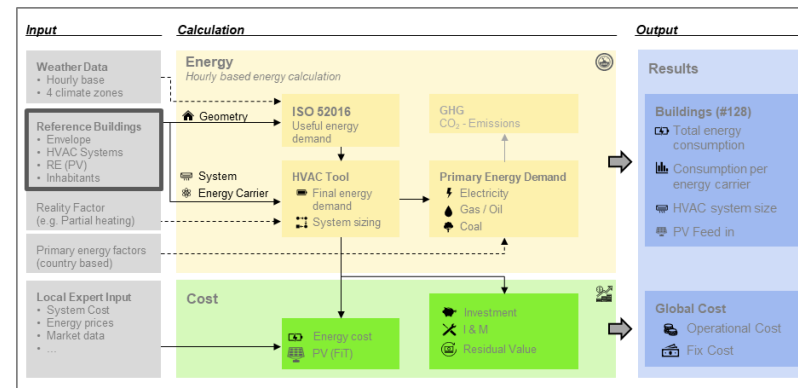 Input
Calculation
Output
Weather Data
• Hourly base
• 4 climate zones
Reference Buildings
• Envelope
• HVAC Systems
• RE (PV)
• Inhabitants
Reality Factor
(e.g. Partial heating)
Primary energy factors
(country based)
Local Expert Input
• System Cost
• Energy prices
• Market data
• ...
Energy
Hourly based energy calculation
Geometry
System
Energy Carrier
ISO 52016
Useful energy
demand
HVAC Tool
Final energy
demand
System sizing
GHG
CO₂ - Emissions
Primary Energy Demand
Electricity
Gas / Oil
Coal
Cost
Energy cost
PV (FiT)
Investment
I & M
Residual Value
Results
Buildings (#128)
Total energy
consumption
Consumption per
energy carrier
HVAC system size
PV Feed in
Global Cost
Operational Cost
Fix Cost